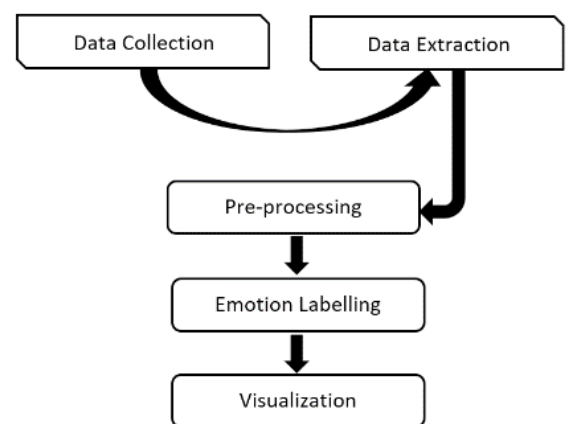 Data Collection
Data Extraction
Pre-processing
Emotion Labelling
Visualization